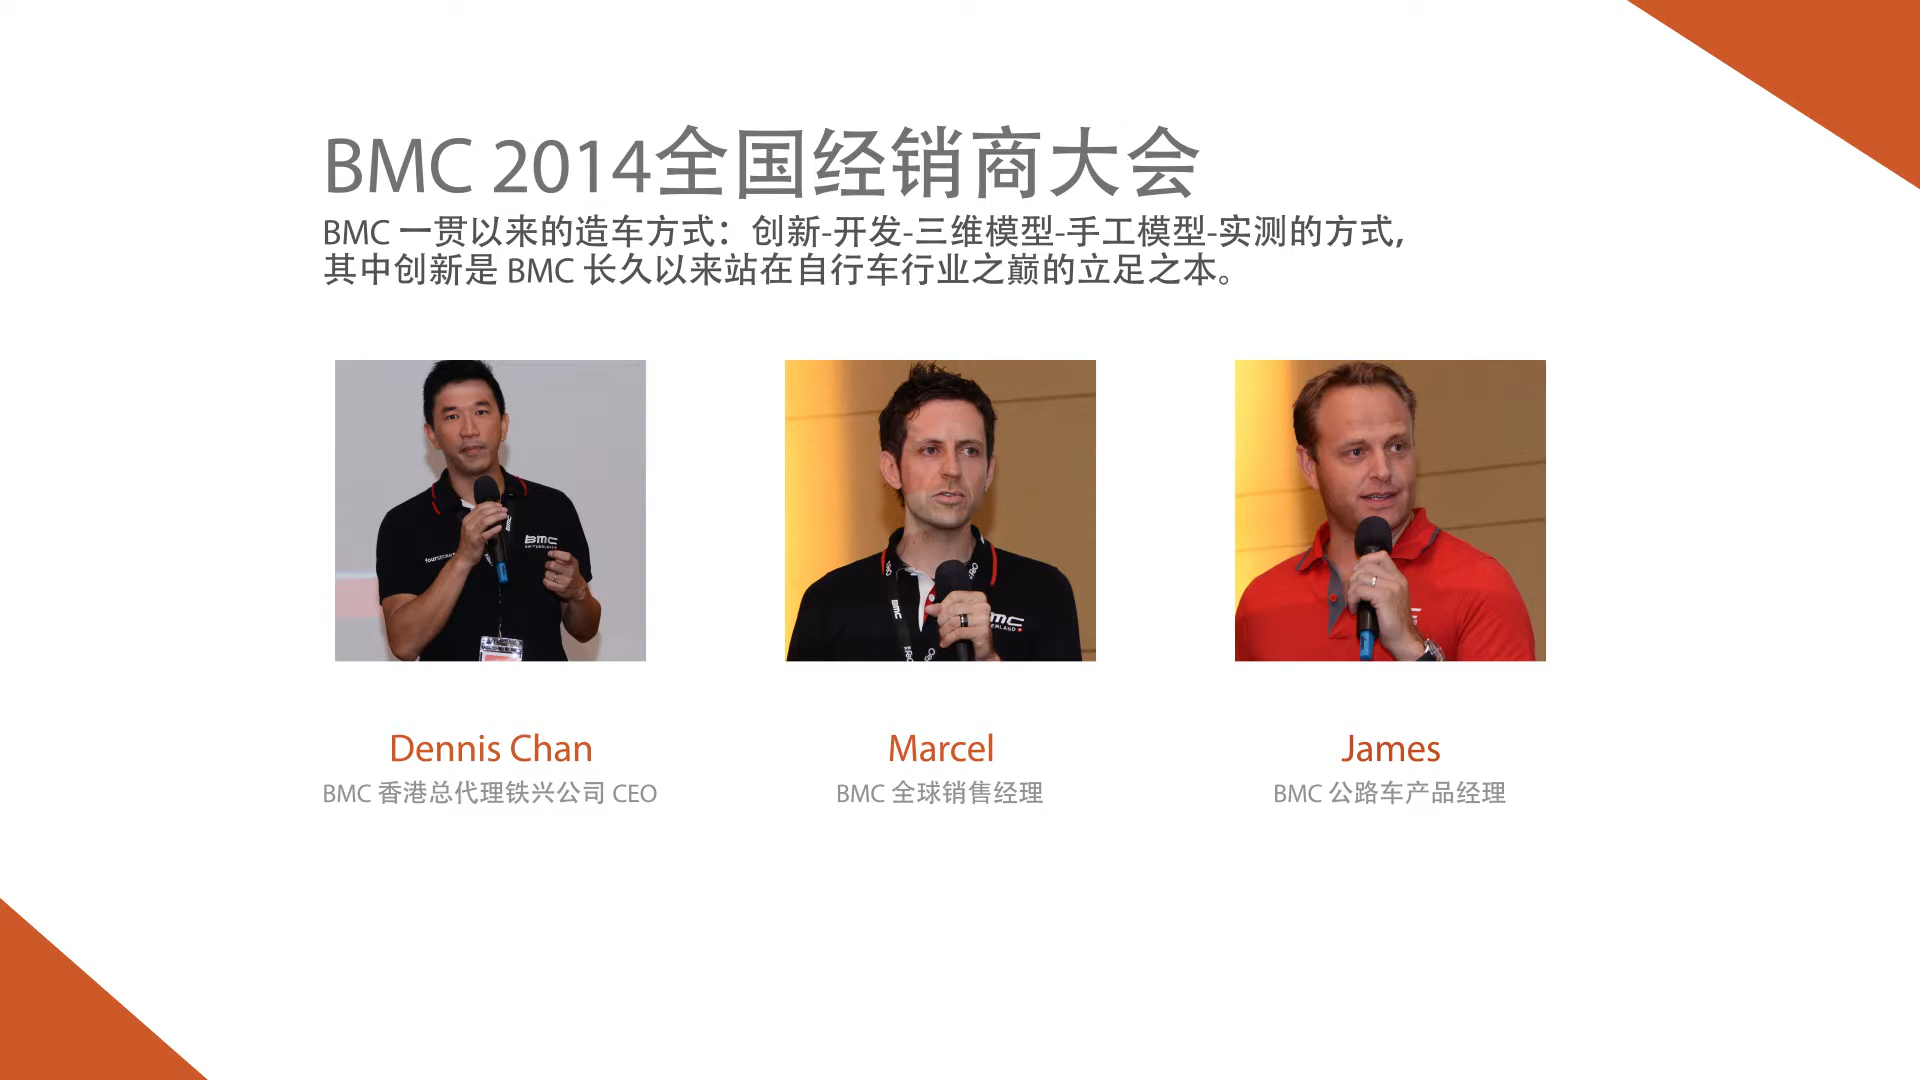 BMC 2014全国经销商大会
BMC 一贯以来的造车方式：创新-开发-三维模型-手工模型-实测的方式,
其中创新是 BMC 长久以来站在自行车行业之巅的立足之本。
BMC
BMC
BMC
Dennis Chan
Marcel
James
BMC 香港总代理铁兴公司 CEO
BMC 全球销售经理
BMC 公路车产品经理